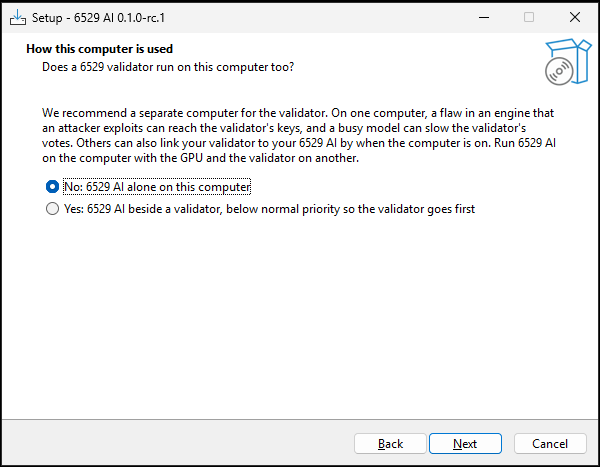 Setup - 6529 AI 0.1.0-rc.1
How this computer is used
Does a 6529 validator run on this computer too?
We recommend a separate computer for the validator. On one computer, a flaw in an engine that
an attacker exploits can reach the validator's keys, and a busy model can slow the validator's
votes. Others can also link your validator to your 6529 AI by when the computer is on. Run 6529 AI
on the computer with the GPU and the validator on another.
No: 6529 AI alone on this computer
Yes: 6529 AI beside a validator, below normal priority so the validator goes first
Back Next Cancel